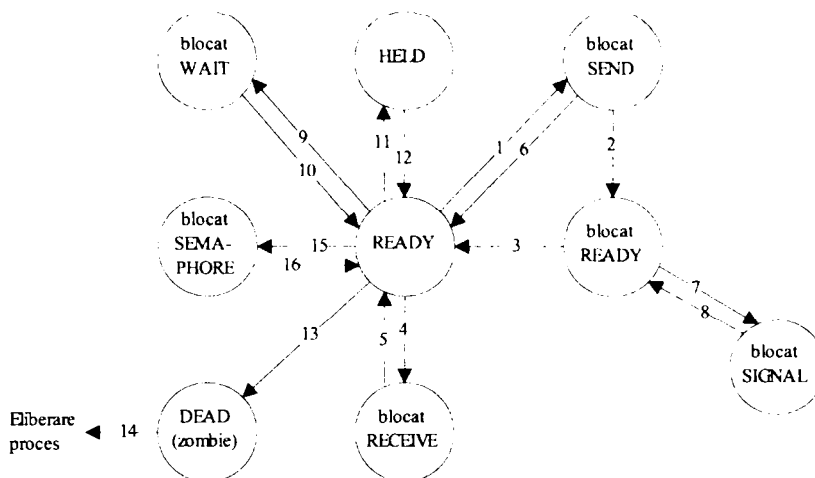 blocat
WAIT
HELD
blocat
SEND
9
10
11
12
1
6
2
blocat
SEMA-
PHORE
15
16
READY
3
blocat
READY
7
8
blocat
SIGNAL
13
5
4
Eliberare
proces
14
DEAD
(zombie)
blocat
RECEIVE